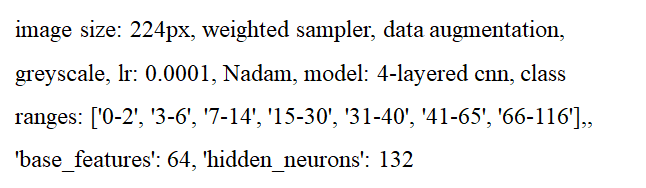 image size: 224px, weighted sampler, data augmentation,
greyscale, lr: 0.0001, Nadam, model: 4-layered cnn, class
ranges: ['0-2', '3-6', '7-14', '15-30', '31-40', '41-65', '66-116'],,
'base_features': 64, 'hidden_neurons': 132